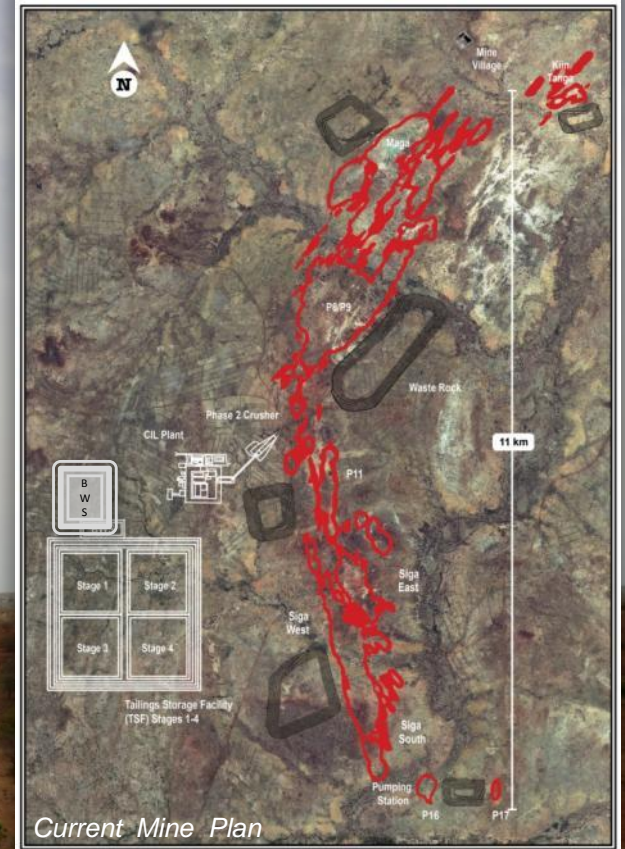 N
Mine
Village
Kiin
Tanga
Maga
P8/P9
Waste Rock
Phase 2 Crusher
CIL Plant
11 km
P11
B
W
S
Stage 1
Stage 2
Siga
East
Siga
West
Stage 3
Stage 4
Tailings Storage Facility
(TSF) Stages 1-4
Siga
South
Pumping
Station
P16
P17
Current Mine Plan